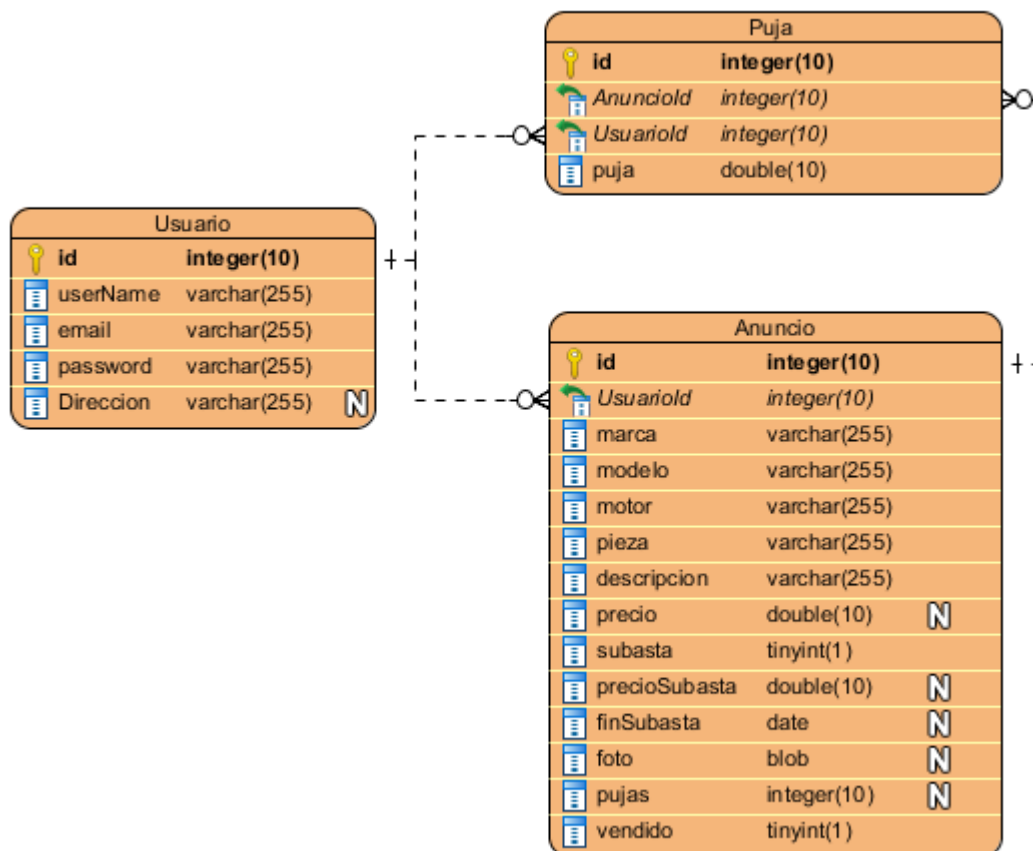 Puja
id integer(10)
AnuncioId integer(10)
UsuarioId integer(10)
puja double(10)
Usuario
id integer(10)
userName varchar(255)
email varchar(255)
password varchar(255)
Direccion varchar(255) N
Anuncio
id integer(10)
UsuarioId integer(10)
marca varchar(255)
modelo varchar(255)
motor varchar(255)
pieza varchar(255)
descripcion varchar(255)
precio double(10) N
subasta tinyint(1)
precioSubasta double(10) N
finSubasta date N
foto blob N
pujas integer(10) N
vendido tinyint(1)